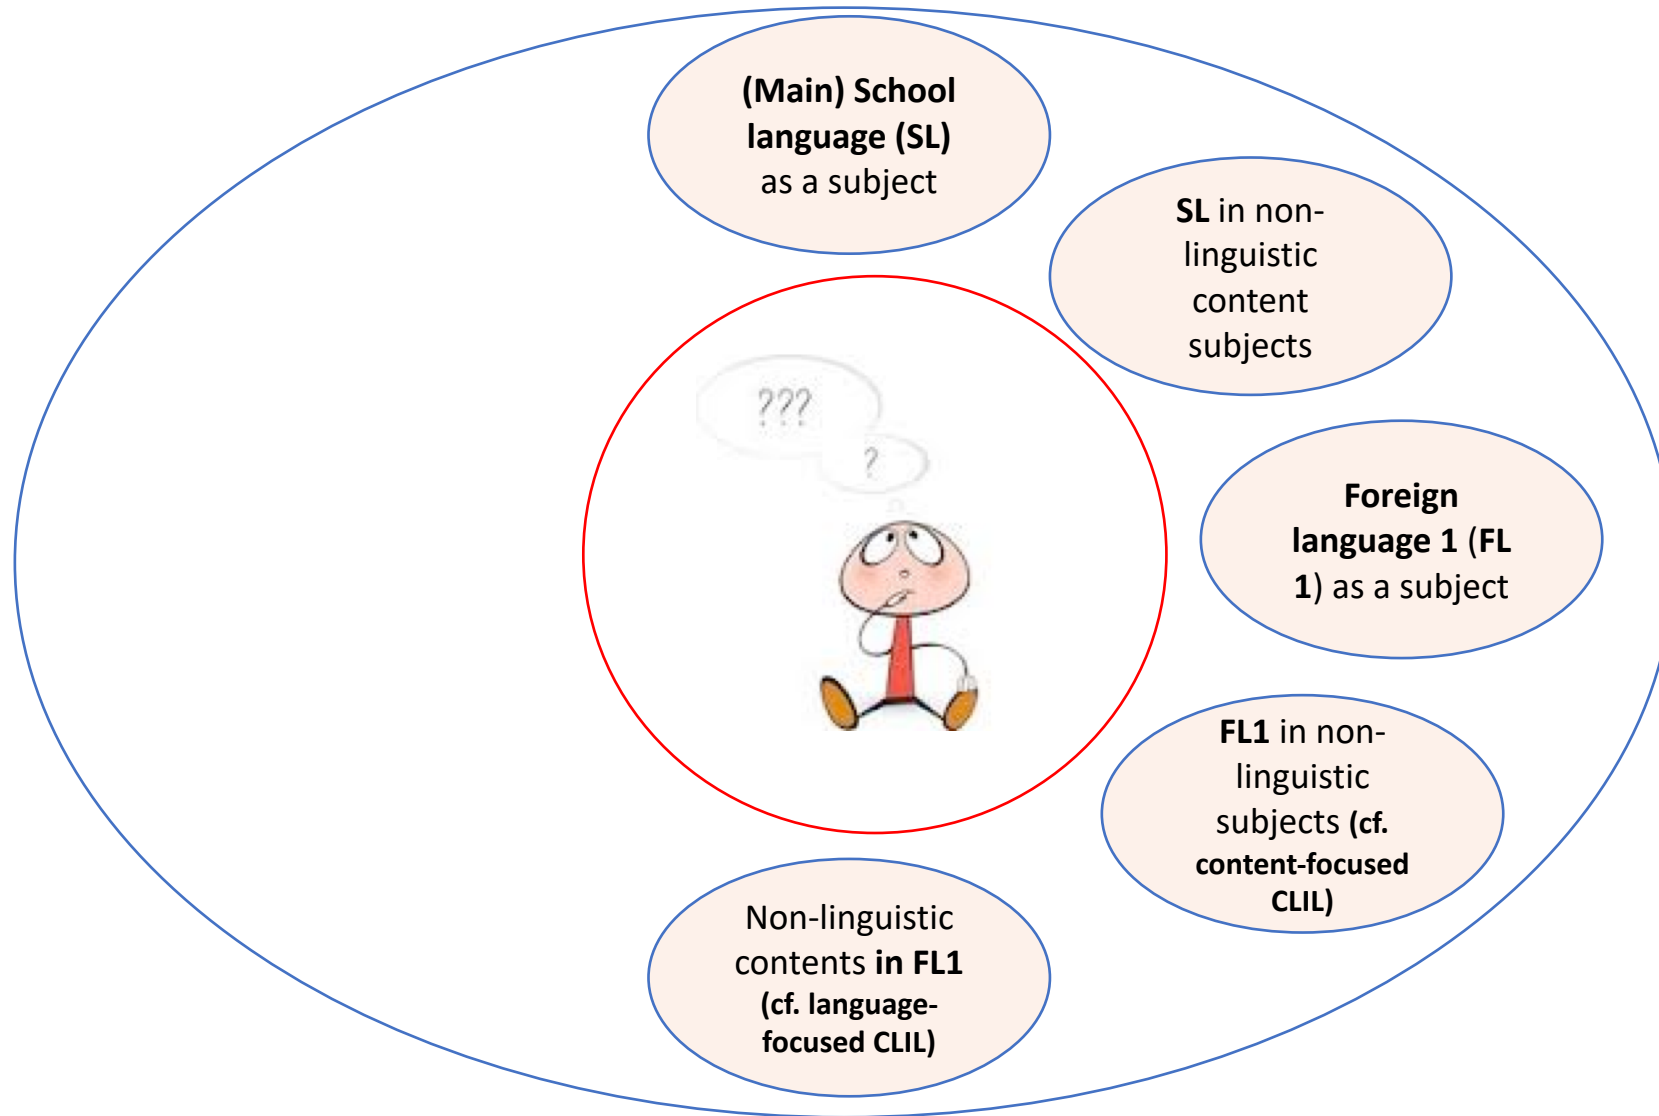 (Main) School
language (SL)
as a subject
SL in non-
linguistic
content
subjects
???
?
Foreign
language 1 (FL
1) as a subject
FL1 in non-
linguistic
subjects (cf.
content-focused
CLIL)
Non-linguistic
contents in FL1
(cf. language-
focused CLIL)